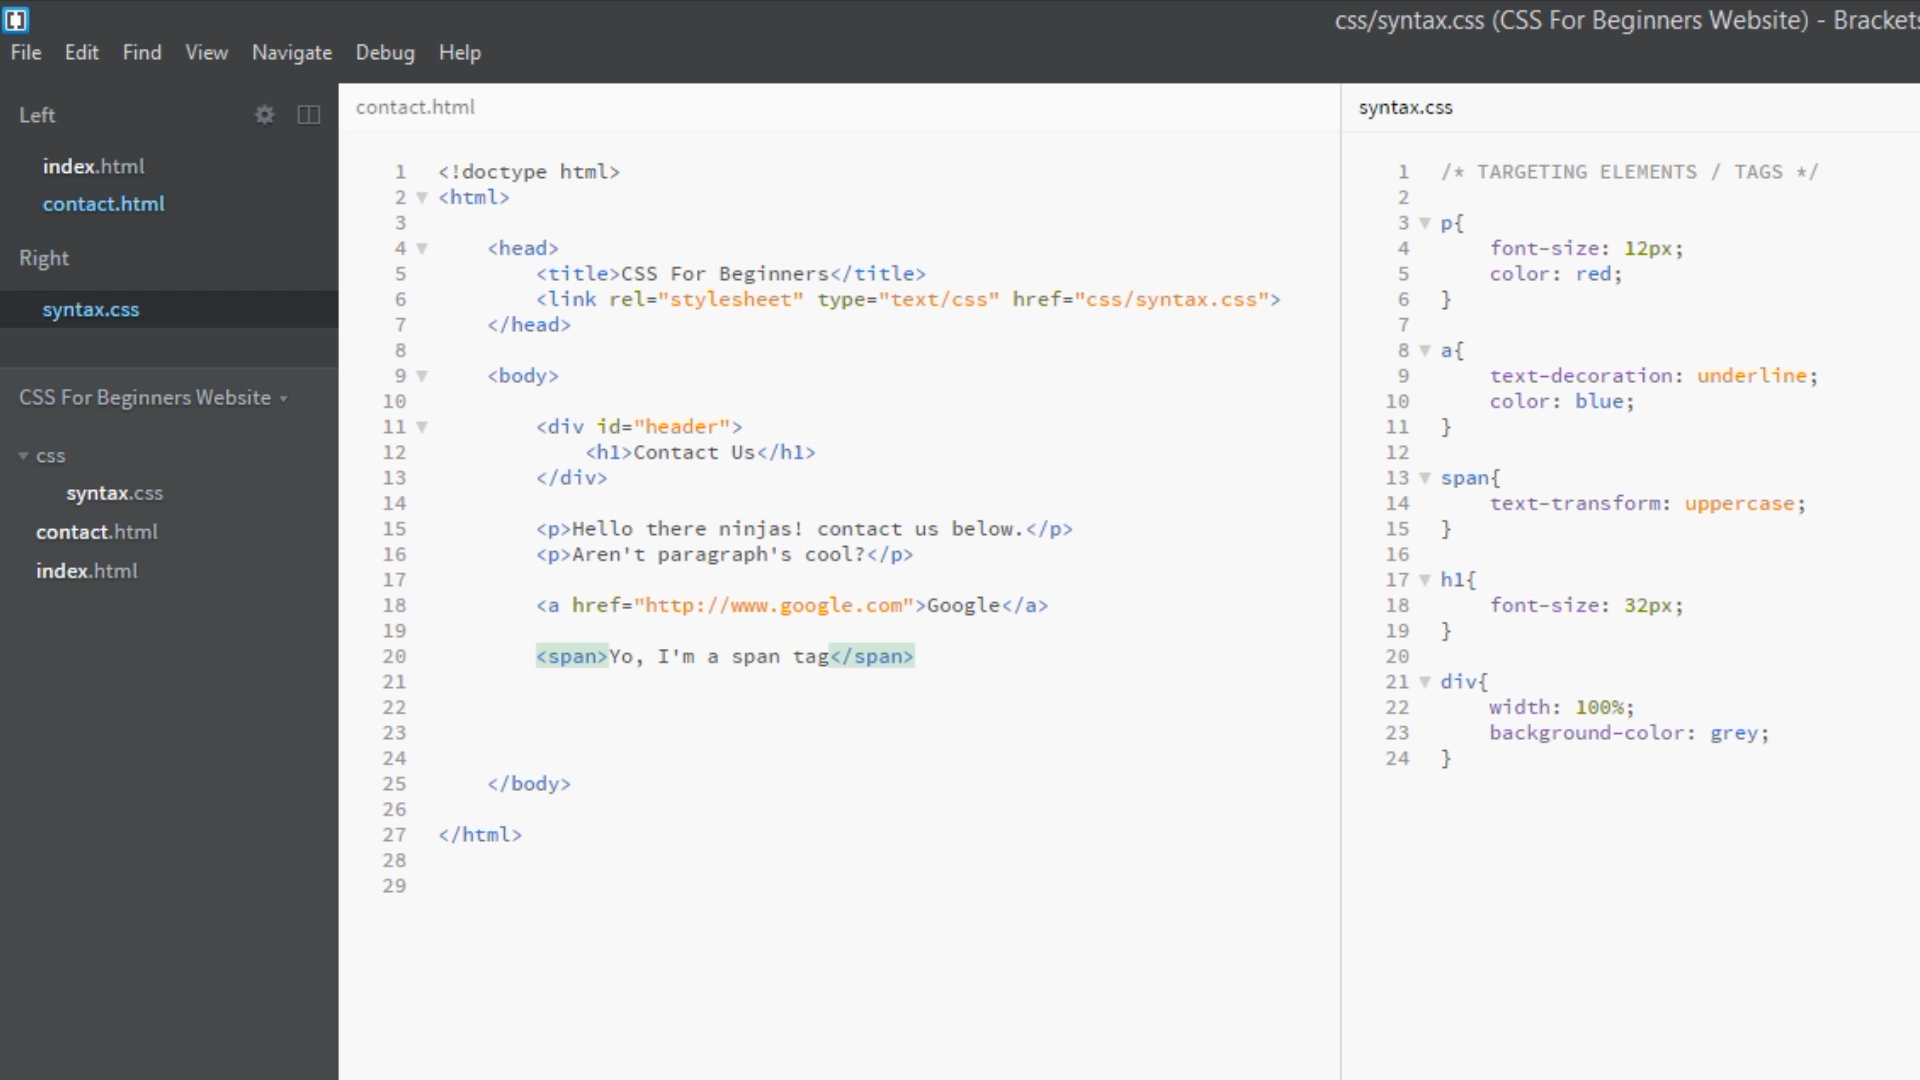 css/syntax.css (CSS For Beginners Website) - Brackets
File Edit Find View Navigate Debug Help
Left
index.html
contact.html
Right
syntax.css
CSS For Beginners Website
css
syntax.css
contact.html
index.html
contact.html
1 <!doctype html>
2 <html>
3
4 <head>
5 <title>CSS For Beginners</title>
6 <link rel="stylesheet" type="text/css" href="css/syntax.css">
7 </head>
8
9 <body>
10
11 <div id="header">
12 <h1>Contact Us</h1>
13 </div>
14
15 <p>Hello there ninjas! contact us below.</p>
16 <p>Aren't paragraph's cool?</p>
17
18 <a href="http://www.google.com">Google</a>
19
20 <span>Yo, I'm a span tag</span>
21
22
23
24
25 </body>
26
27 </html>
28
29
syntax.css
1 /* TARGETING ELEMENTS / TAGS */
2
3 p{
4 font-size: 12px;
5 color: red;
6 }
7
8 a{
9 text-decoration: underline;
10 color: blue;
11 }
12
13 span{
14 text-transform: uppercase;
15 }
16
17 h1{
18 font-size: 32px;
19 }
20
21 div{
22 width: 100%;
23 background-color: grey;
24 }